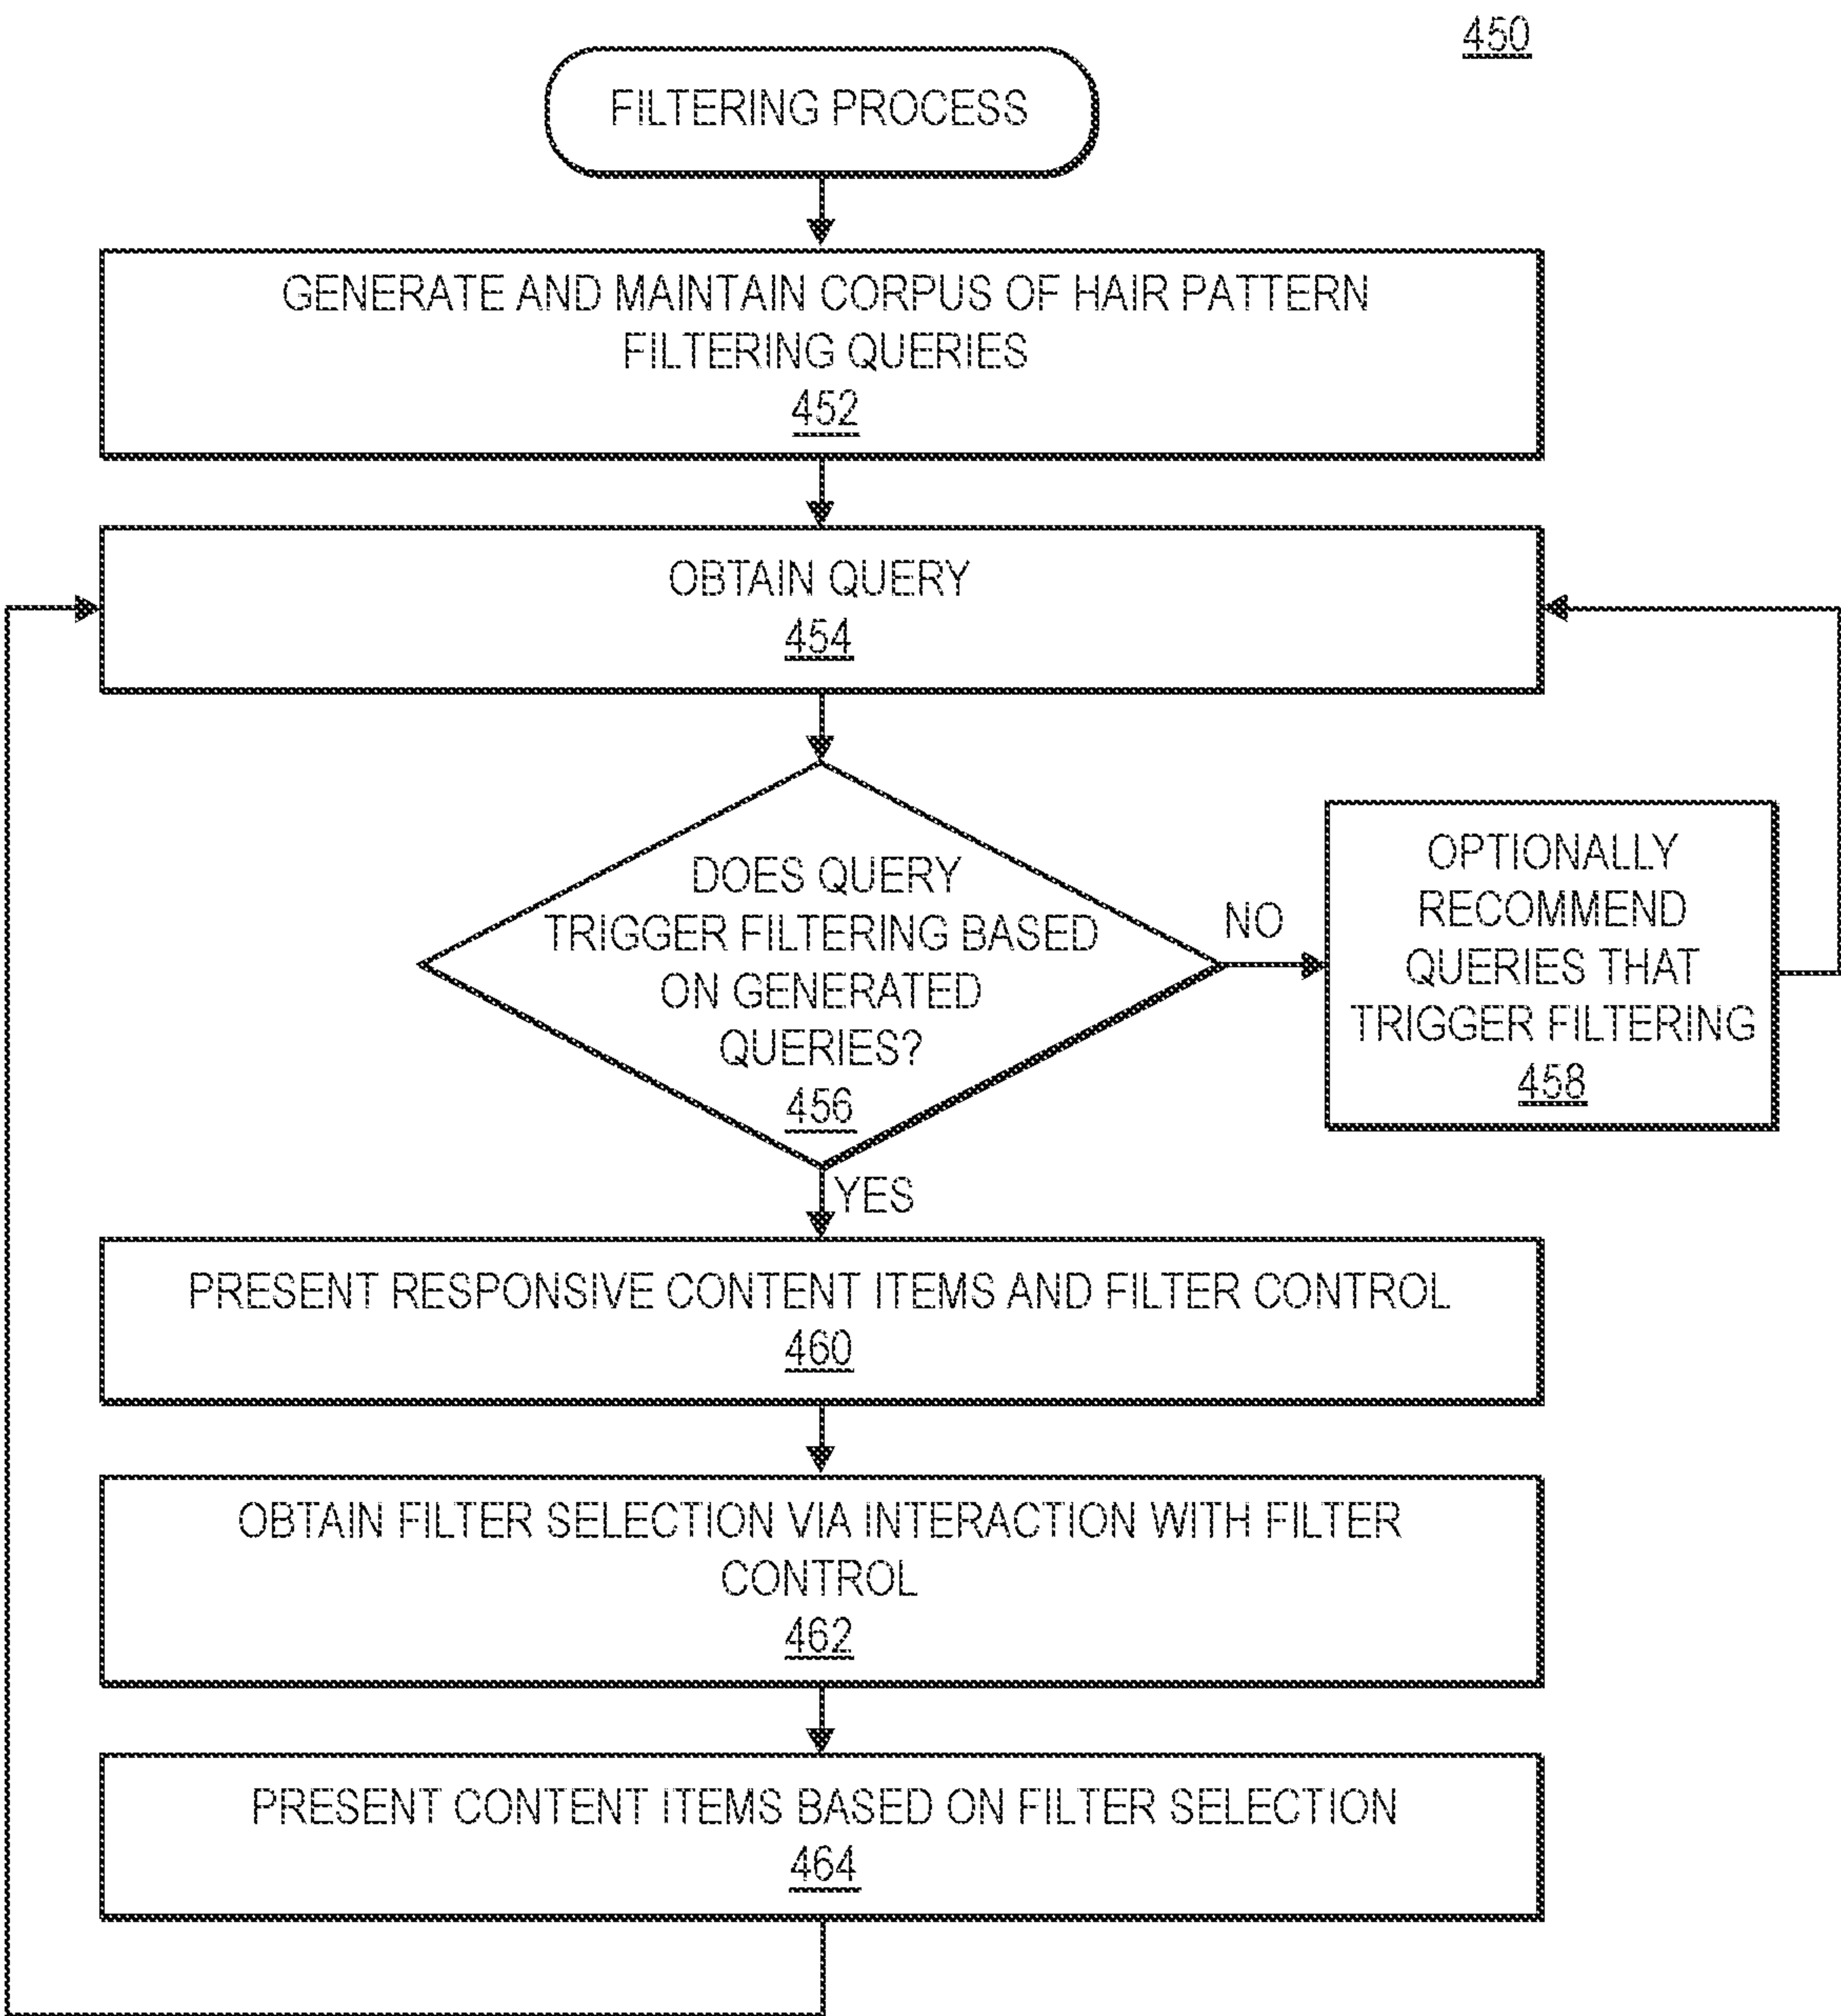 450
FILTERING PROCESS
GENERATE AND MAINTAIN CORPUS OF HAIR PATTERN
FILTERING QUERIES
452
OBTAIN QUERY
454
DOES QUERY
TRIGGER FILTERING BASED
ON GENERATED
QUERIES?
456
NO
OPTIONALLY
RECOMMEND
QUERIES THAT
TRIGGER FILTERING
458
YES
PRESENT RESPONSIVE CONTENT ITEMS AND FILTER CONTROL
460
OBTAIN FILTER SELECTION VIA INTERACTION WITH FILTER
CONTROL
462
PRESENT CONTENT ITEMS BASED ON FILTER SELECTION
464